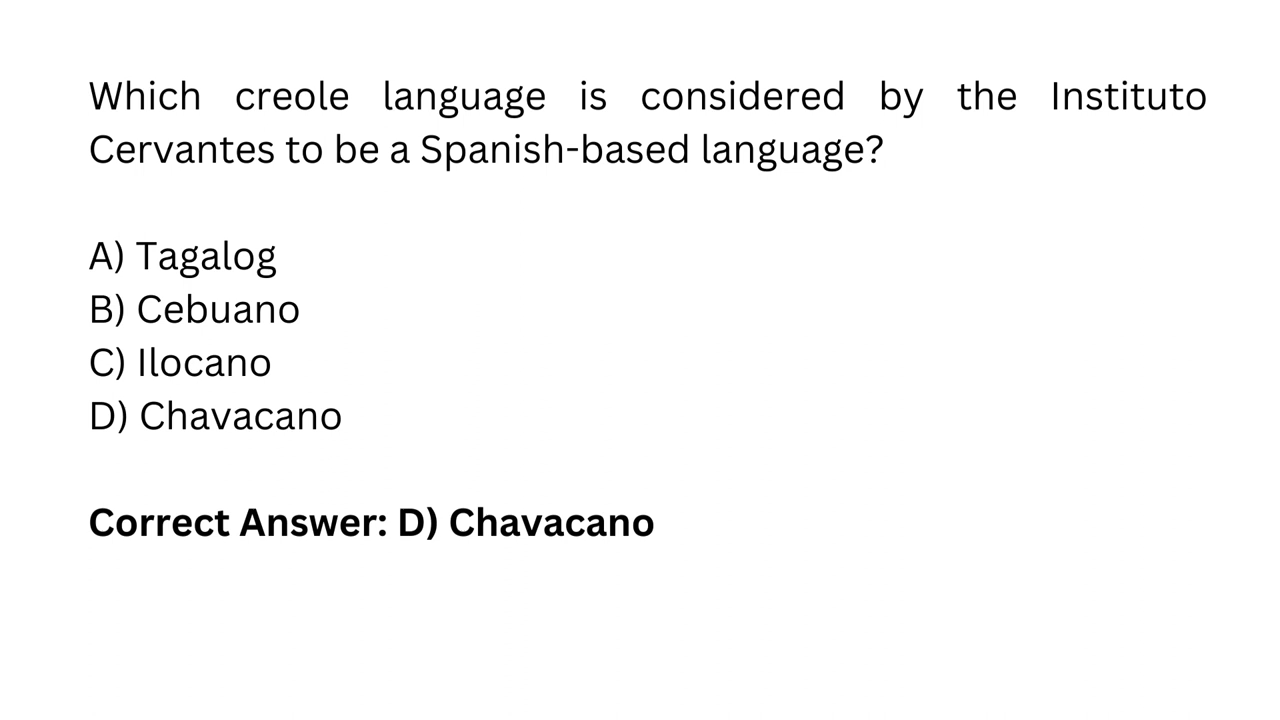 Which creole language is considered by the Instituto
Cervantes to be a Spanish-based language?
A) Tagalog
B) Cebuano
C) Ilocano
D) Chavacano
Correct Answer: D) Chavacano